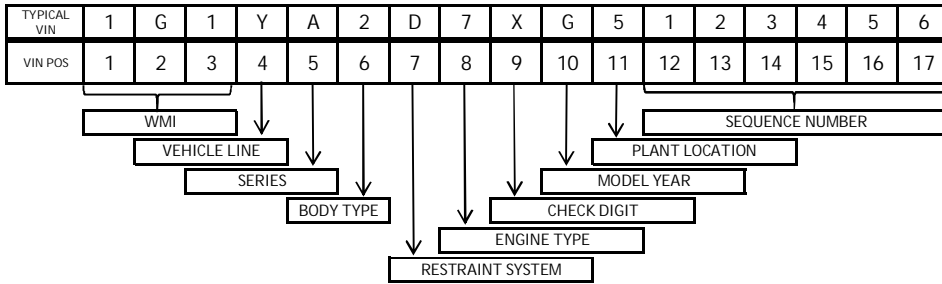 TYPICAL VIN 1 G 1 Y A 2 D 7 X G 5 1 2 3 4 5 6
VIN POS 1 2 3 4 5 6 7 8 9 10 11 12 13 14 15 16 17
WMI SEQUENCE NUMBER
VEHICLE LINE PLANT LOCATION
SERIES MODEL YEAR
BODY TYPE CHECK DIGIT
ENGINE TYPE
RESTRAINT SYSTEM